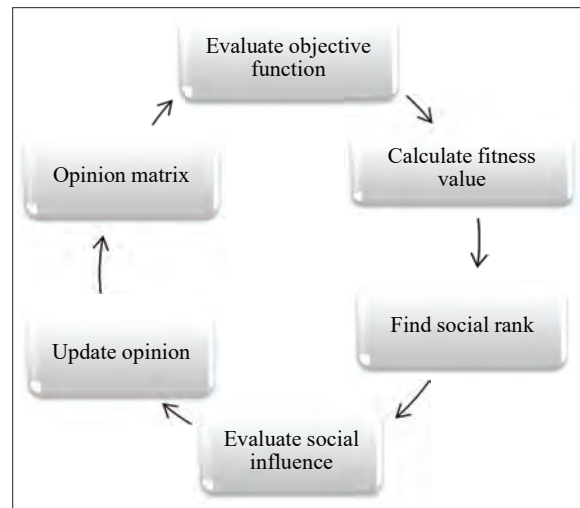 Evaluate objective
function
Calculate fitness
value
Find social rank
Evaluate social
influence
Update opinion
Opinion matrix